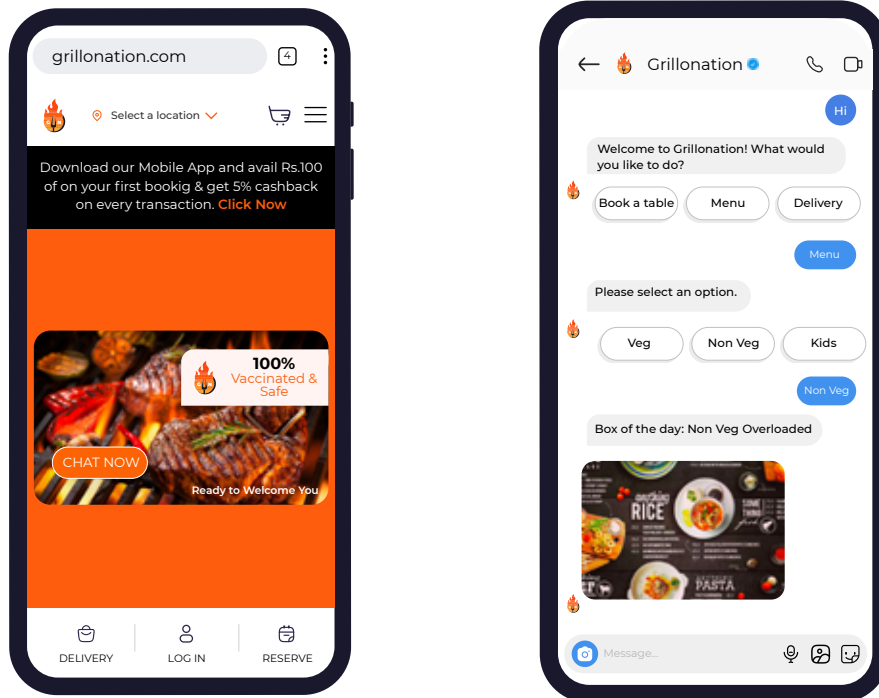 grillonation.com
4
Select a location
Download our Mobile App and avail Rs.100
of on your first bookig & get 5% cashback
on every transaction. Click Now
100%
Vaccinated &
Safe
CHAT NOW
Ready to Welcome You
DELIVERY
LOG IN
RESERVE
Grillonation
Hi
Welcome to Grillonation! What would
you like to do?
Book a table
Menu
Delivery
Menu
Please select an option.
Veg
Non Veg
Kids
Non Veg
Box of the day: Non Veg Overloaded
anything
RICE
SOME
THING
PASTA
Message...